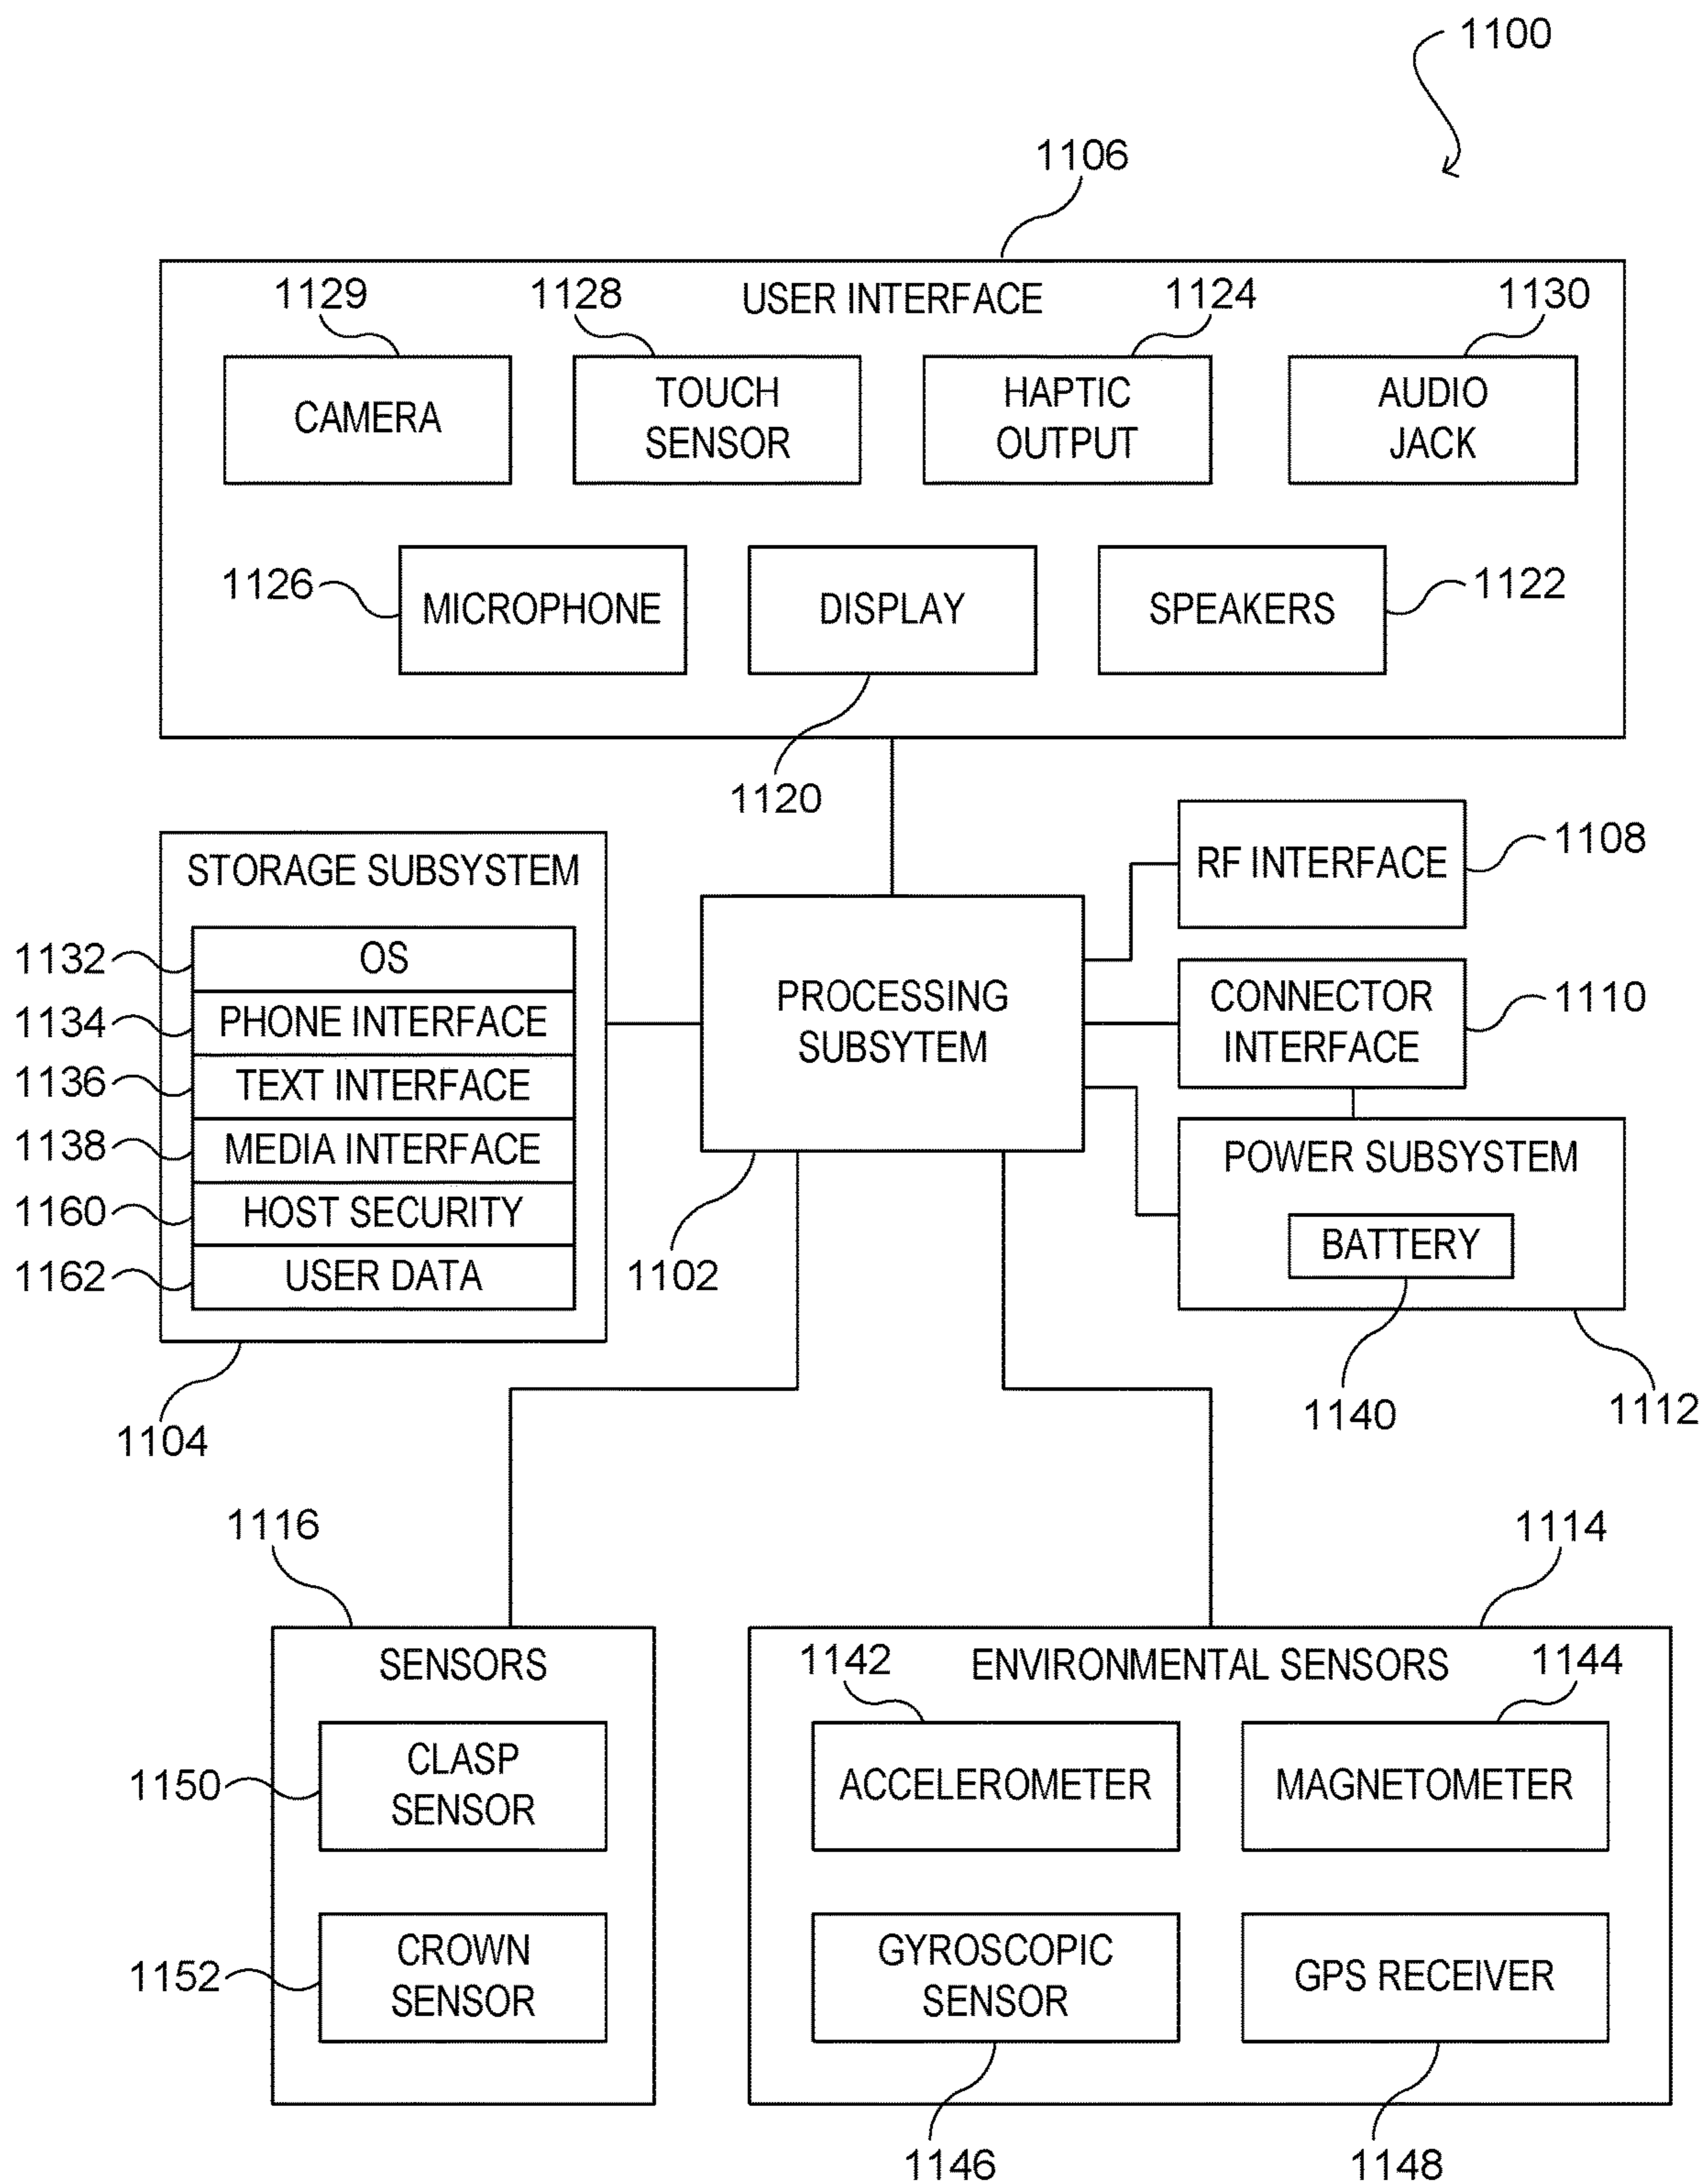 1100
1106
USER INTERFACE
1129
1128
1124
1130
CAMERA
TOUCH
SENSOR
HAPTIC
OUTPUT
AUDIO
JACK
1126
MICROPHONE
DISPLAY
SPEAKERS
1122
1120
STORAGE SUBSYSTEM
1132
OS
1134
PHONE INTERFACE
1136
TEXT INTERFACE
1138
MEDIA INTERFACE
1160
HOST SECURITY
1162
USER DATA
1104
PROCESSING
SUBSYTEM
1102
RF INTERFACE
1108
CONNECTOR
INTERFACE
1110
POWER SUBSYSTEM
BATTERY
1140
1112
1116
SENSORS
1150
CLASP
SENSOR
1152
CROWN
SENSOR
1114
ENVIRONMENTAL SENSORS
1142
1144
ACCELEROMETER
MAGNETOMETER
GYROSCOPIC
SENSOR
GPS RECEIVER
1146
1148